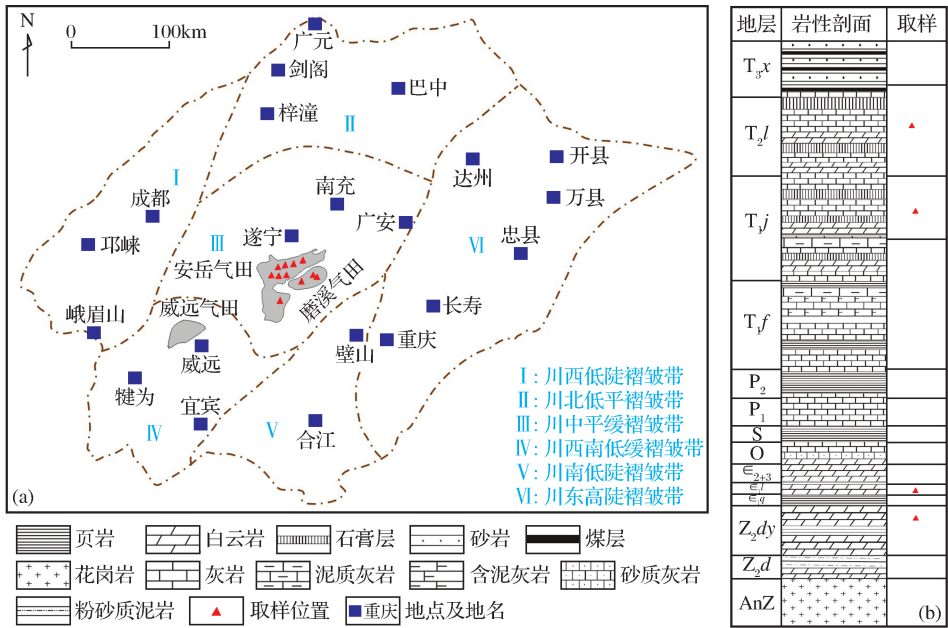 N
0 100km
广元
剑阁
巴中
梓潼
Ⅱ
开县
达州
Ⅰ
南充
万县
成都
广安
遂宁
忠县
邛崃
Ⅲ
Ⅵ
安岳气田
磨溪气田
威远气田
长寿
峨眉山
重庆
璧山
威远
犍为
宜宾
Ⅳ
Ⅴ
合江
Ⅰ:川西低陡褶皱带
Ⅱ:川北低平褶皱带
Ⅲ:川中平缓褶皱带
Ⅳ:川西南低缓褶皱带
Ⅴ:川南低陡褶皱带
Ⅵ:川东高陡褶皱带
(a)
页岩 白云岩 石膏层 砂岩 煤层
花岗岩 灰岩 泥质灰岩 含泥灰岩 砂质灰岩
粉砂质泥岩 取样位置 重庆 地点及地名
地层 岩性剖面 取样
T₃x
T₂l
T₁j
T₁f
P₂
P₁
S
O
∈₂₊₃
∈₁l
∈₁q
Z₂dy
Z₂d
AnZ
(b)